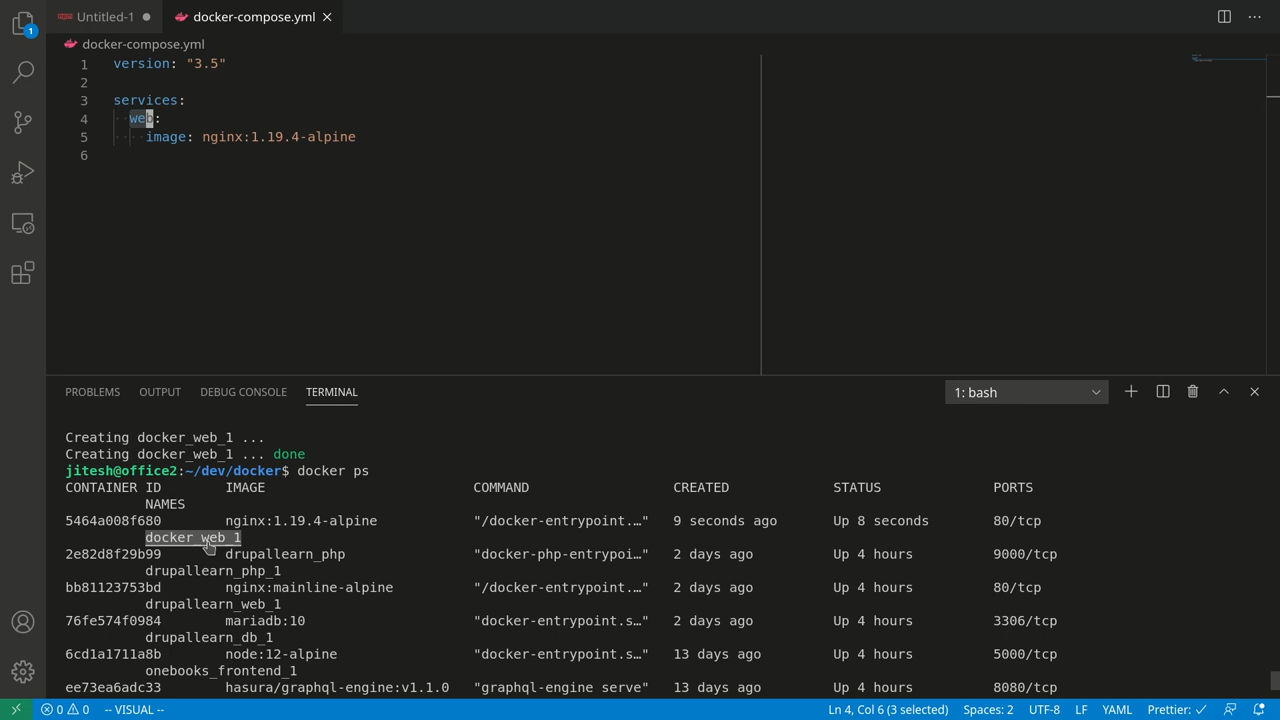 Untitled-1
docker-compose.yml
1
docker-compose.yml
1 version: "3.5"
2
3 services:
4 web:
5 image: nginx:1.19.4-alpine
6
PROBLEMS OUTPUT DEBUG CONSOLE TERMINAL
1: bash
Creating docker_web_1 ...
Creating docker_web_1 ... done
jitesh@office2:~/dev/docker$ docker ps
CONTAINER ID IMAGE COMMAND CREATED STATUS PORTS
NAMES
5464a008f680 nginx:1.19.4-alpine "/docker-entrypoint.…" 9 seconds ago Up 8 seconds 80/tcp
docker_web_1
2e82d8f29b99 drupallearn_php "docker-php-entrypoi…" 2 days ago Up 4 hours 9000/tcp
drupallearn_php_1
bb81123753bd nginx:mainline-alpine "/docker-entrypoint.…" 2 days ago Up 4 hours 80/tcp
drupallearn_web_1
76fe574f0984 mariadb:10 "docker-entrypoint.s…" 2 days ago Up 4 hours 3306/tcp
drupallearn_db_1
6cd1a1711a8b node:12-alpine "docker-entrypoint.s…" 13 days ago Up 4 hours 5000/tcp
onebooks_frontend_1
ee73ea6adc33 hasura/graphql-engine:v1.1.0 "graphql-engine serve" 13 days ago Up 4 hours 8080/tcp
0 0 -- VISUAL -- Ln 4, Col 6 (3 selected) Spaces: 2 UTF-8 LF YAML Prettier: ✓